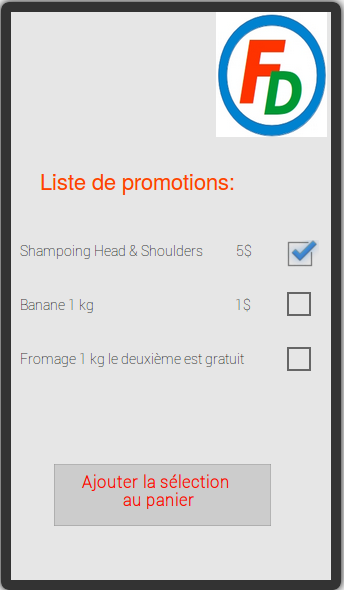 FD
Liste de promotions:
Shampoing Head & Shoulders 5$
Banane 1 kg 1$
Fromage 1 kg le deuxième est gratuit
Ajouter la sélection
au panier